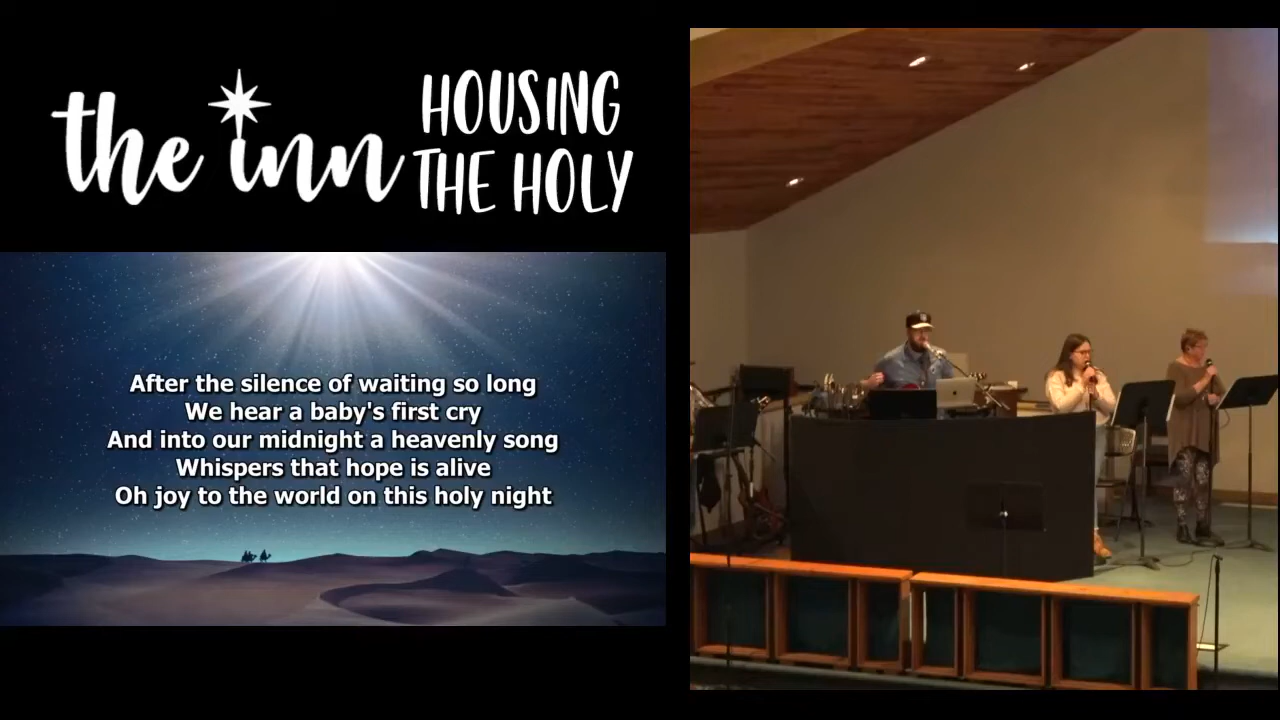 the inn
HOUSING
THE HOLY
After the silence of waiting so long
We hear a baby's first cry
And into our midnight a heavenly song
Whispers that hope is alive
Oh joy to the world on this holy night